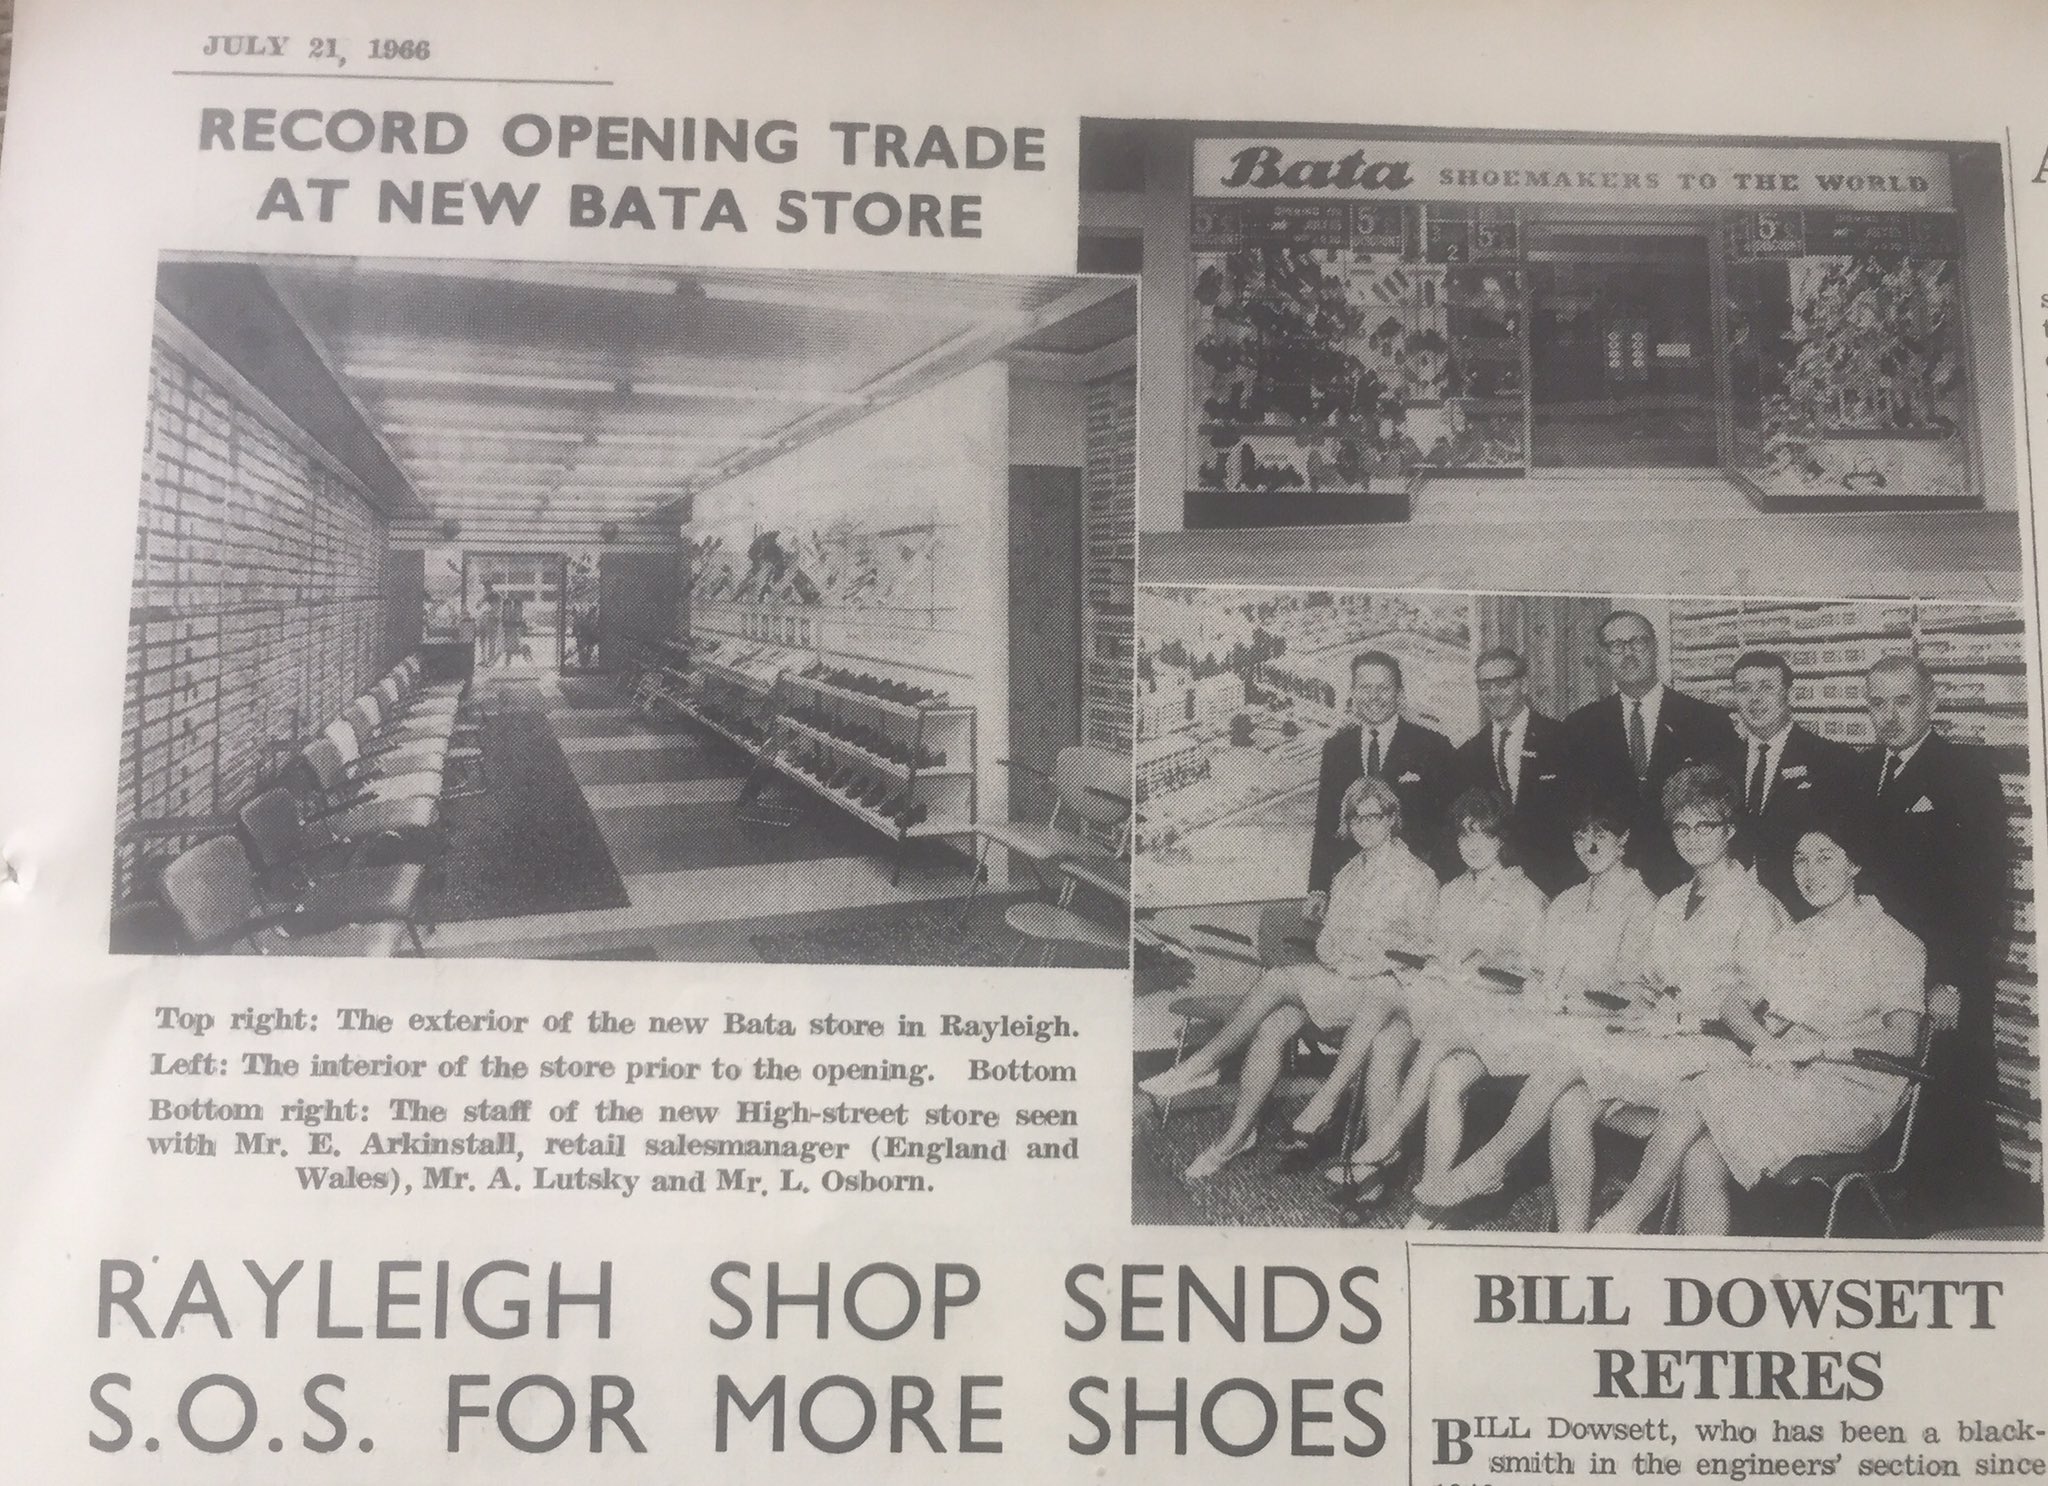 JULY 21, 1966
RECORD OPENING TRADE
AT NEW BATA STORE
Bata SHOEMAKERS TO THE WORLD
Top right: The exterior of the new Bata store in Rayleigh.
Left: The interior of the store prior to the opening. Bottom
Bottom right: The staff of the new High-street store seen
with Mr. E. Arkinstall, retail salesmanager (England and
Wales), Mr. A. Lutsky and Mr. L. Osborn.
RAYLEIGH SHOP SENDS
S.O.S. FOR MORE SHOES
BILL DOWSETT
RETIRES
BILL Dowsett, who has been a black-
smith in the engineers' section since